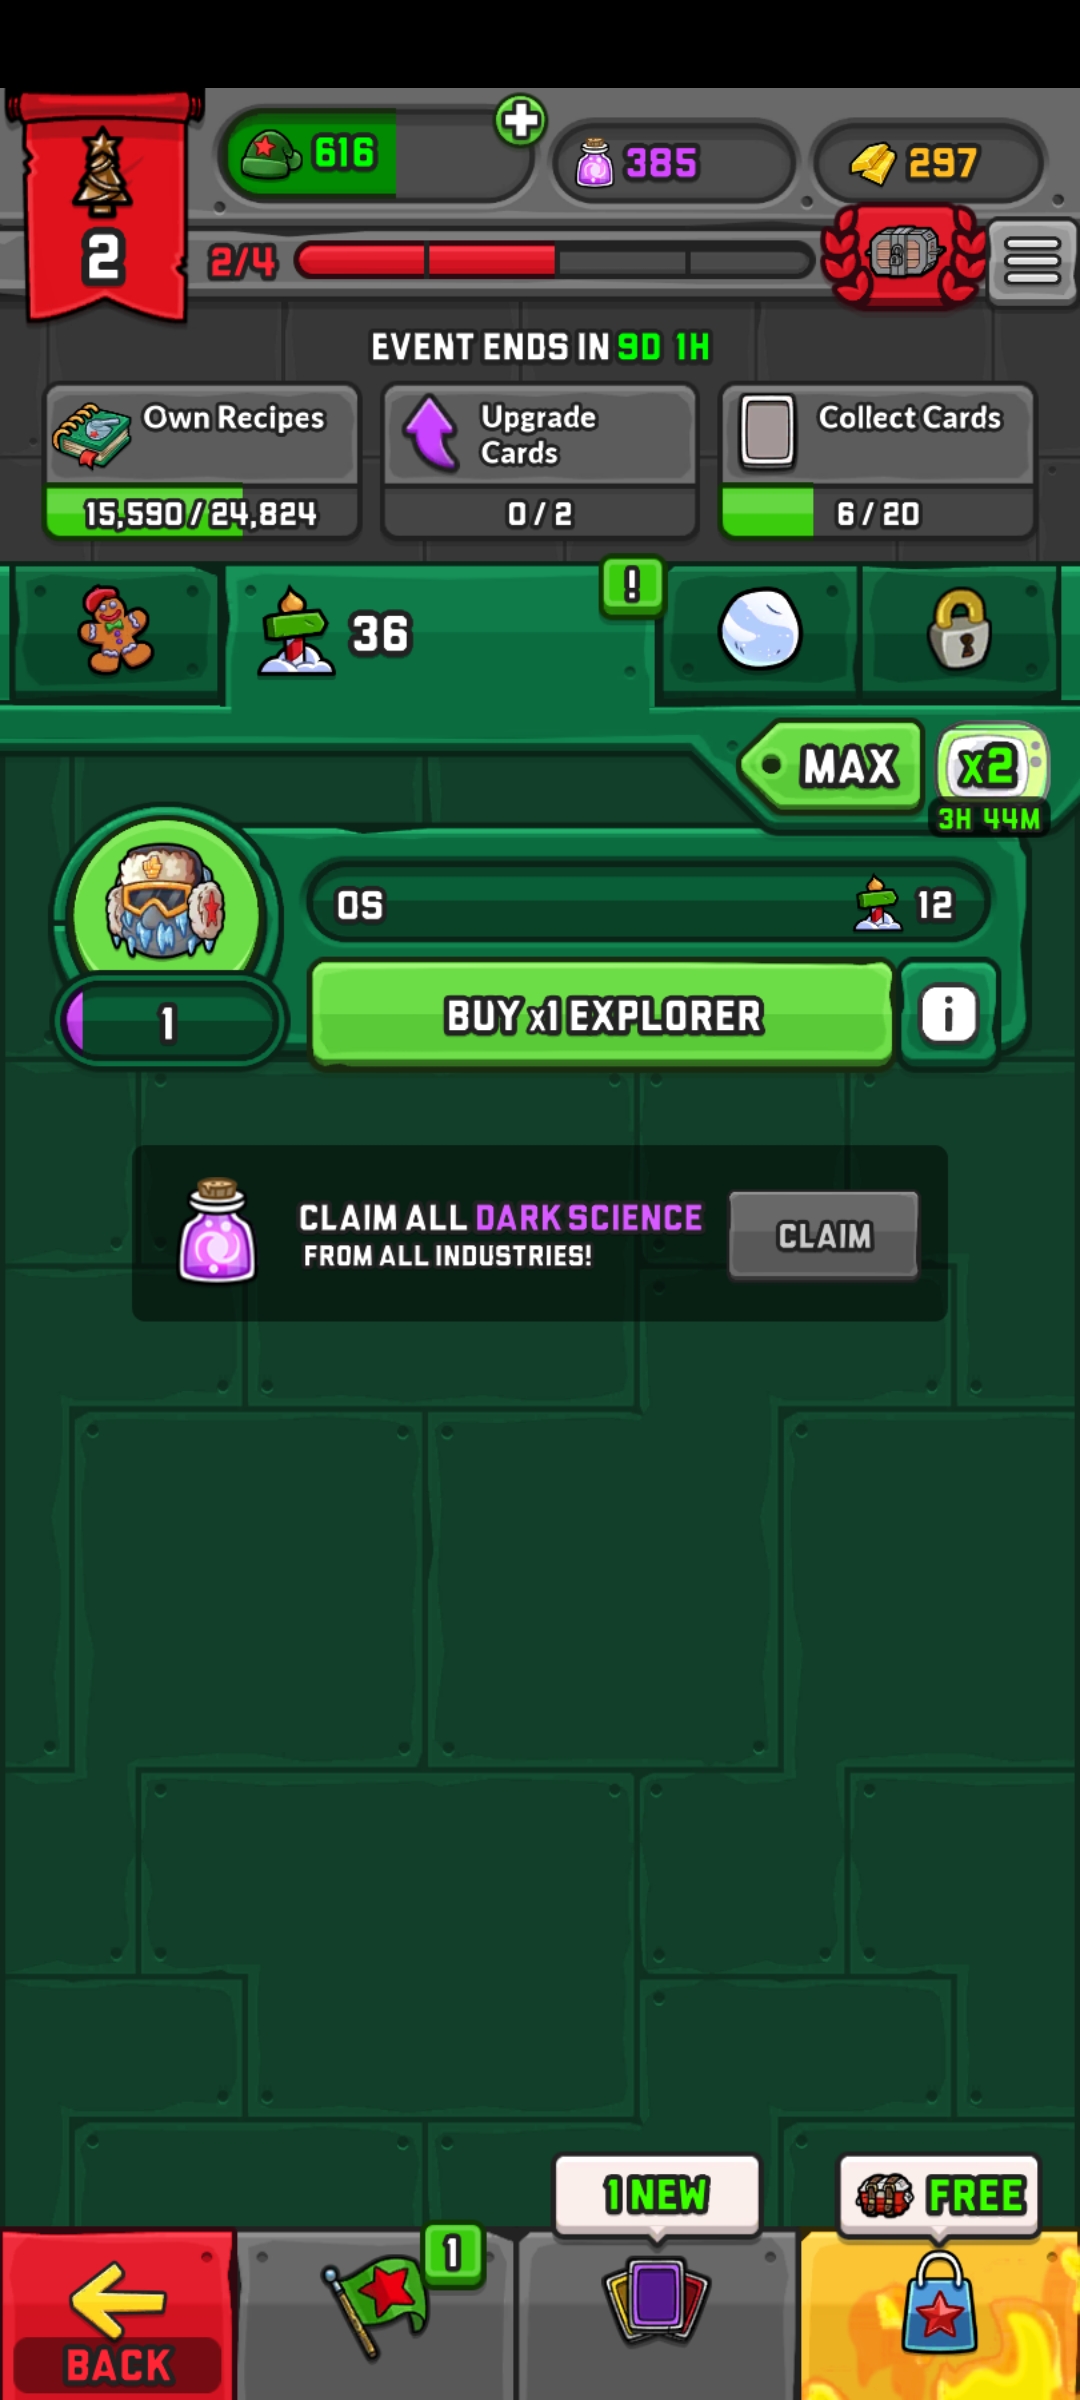 616
385
297
2
2/4
EVENT ENDS IN 9D 1H
Own Recipes
15,590/24,824
Upgrade
Cards
0/2
Collect Cards
6/20
36
!
MAX
x2
3H 44M
0S
12
1
BUY x1 EXPLORER
i
CLAIM ALL DARK SCIENCE
FROM ALL INDUSTRIES!
CLAIM
1 NEW
FREE
1
BACK